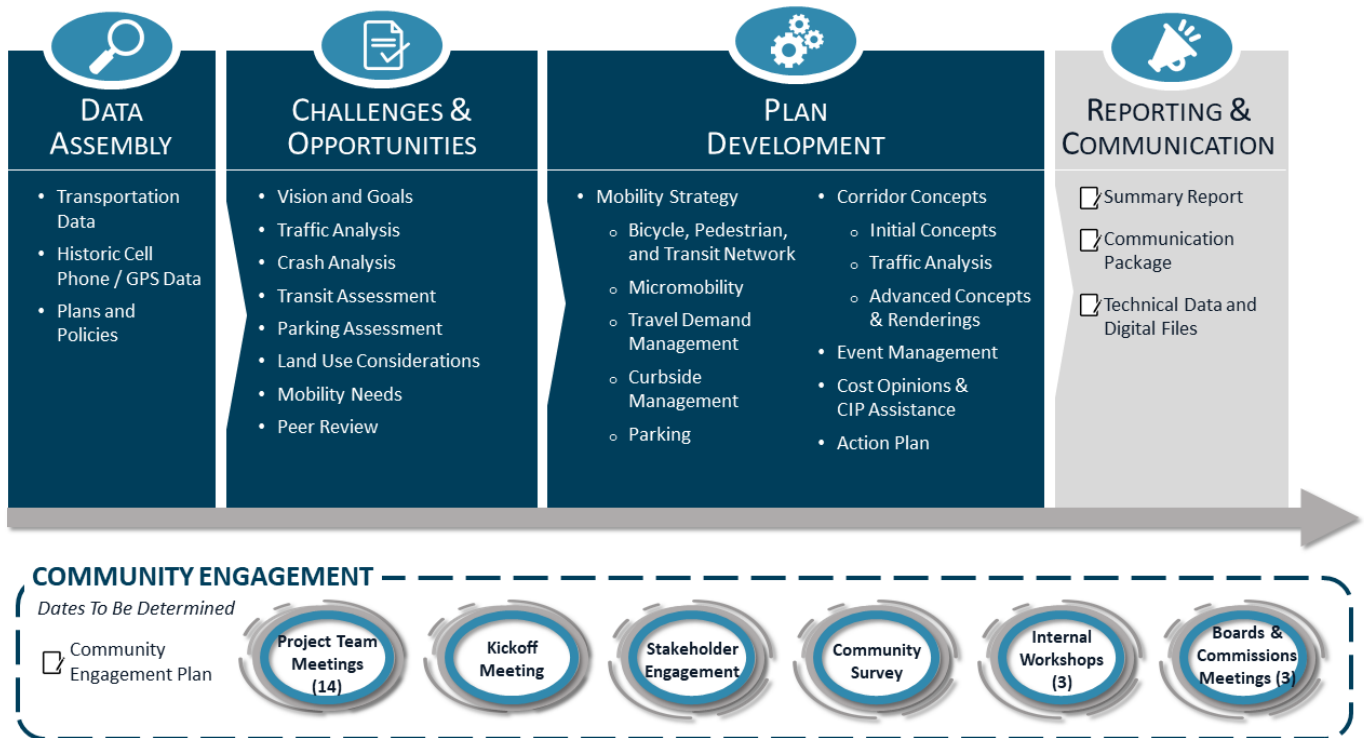 DATA
ASSEMBLY
• Transportation
Data
• Historic Cell
Phone / GPS Data
• Plans and
Policies
CHALLENGES &
OPPORTUNITIES
• Vision and Goals
• Traffic Analysis
• Crash Analysis
• Transit Assessment
• Parking Assessment
• Land Use Considerations
• Mobility Needs
• Peer Review
PLAN
DEVELOPMENT
• Mobility Strategy
o Bicycle, Pedestrian,
and Transit Network
o Micromobility
o Travel Demand
Management
o Curbside
Management
o Parking
• Corridor Concepts
o Initial Concepts
o Traffic Analysis
o Advanced Concepts
& Renderings
• Event Management
• Cost Opinions &
CIP Assistance
• Action Plan
REPORTING &
COMMUNICATION
Summary Report
Communication
Package
Technical Data and
Digital Files
COMMUNITY ENGAGEMENT
Dates To Be Determined
Community
Engagement Plan
Project Team
Meetings
(14)
Kickoff
Meeting
Stakeholder
Engagement
Community
Survey
Internal
Workshops
(3)
Boards &
Commissions
Meetings (3)